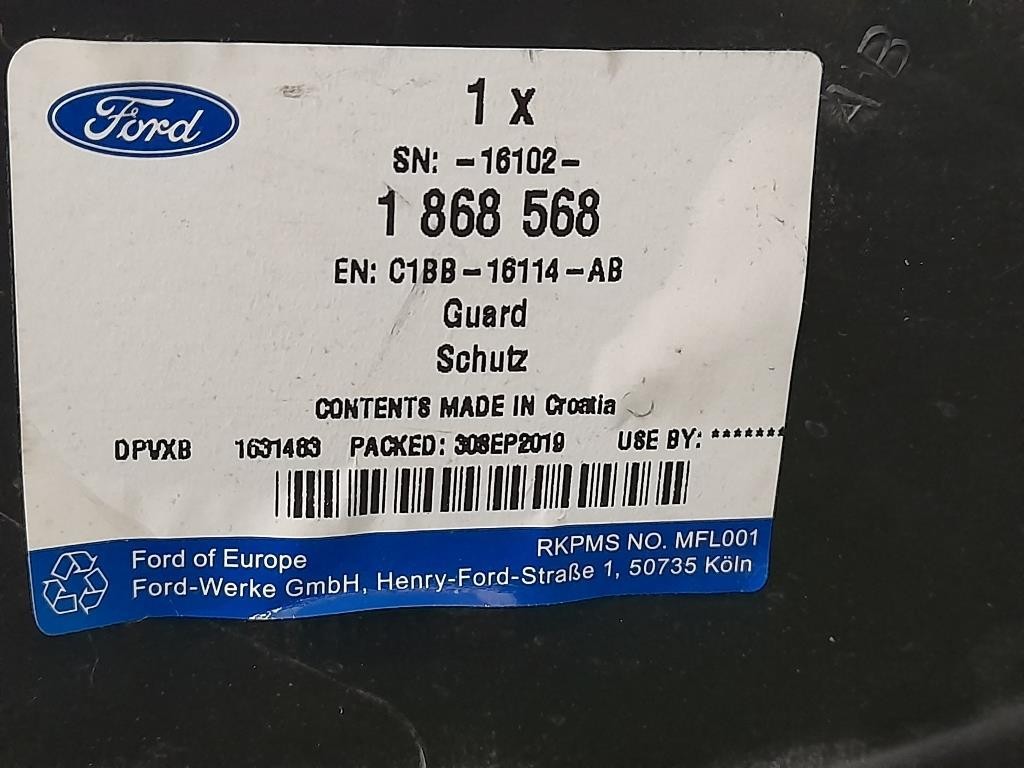 Ford
1 x
SN: -16102-
1 868 568
EN: C1BB-16114-AB
Guard
Schutz
CONTENTS MADE IN Croatia
DPVXB 1631483 PACKED: 30SEP2019 USE BY: *******
RKPMS NO. MFL001
Ford of Europe
Ford-Werke GmbH, Henry-Ford-Straße 1, 50735 Köln